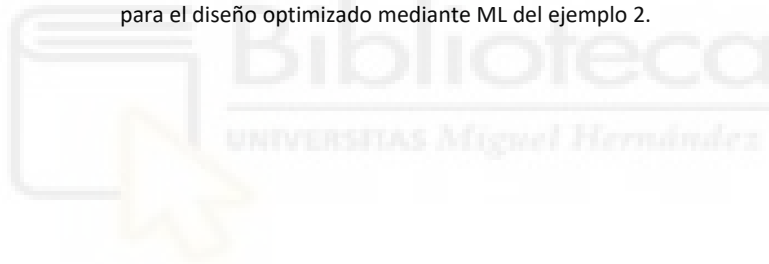 para el diseño optimizado mediante ML del ejemplo 2.
Biblioteca
UNIVERSITAS Miguel Hernández